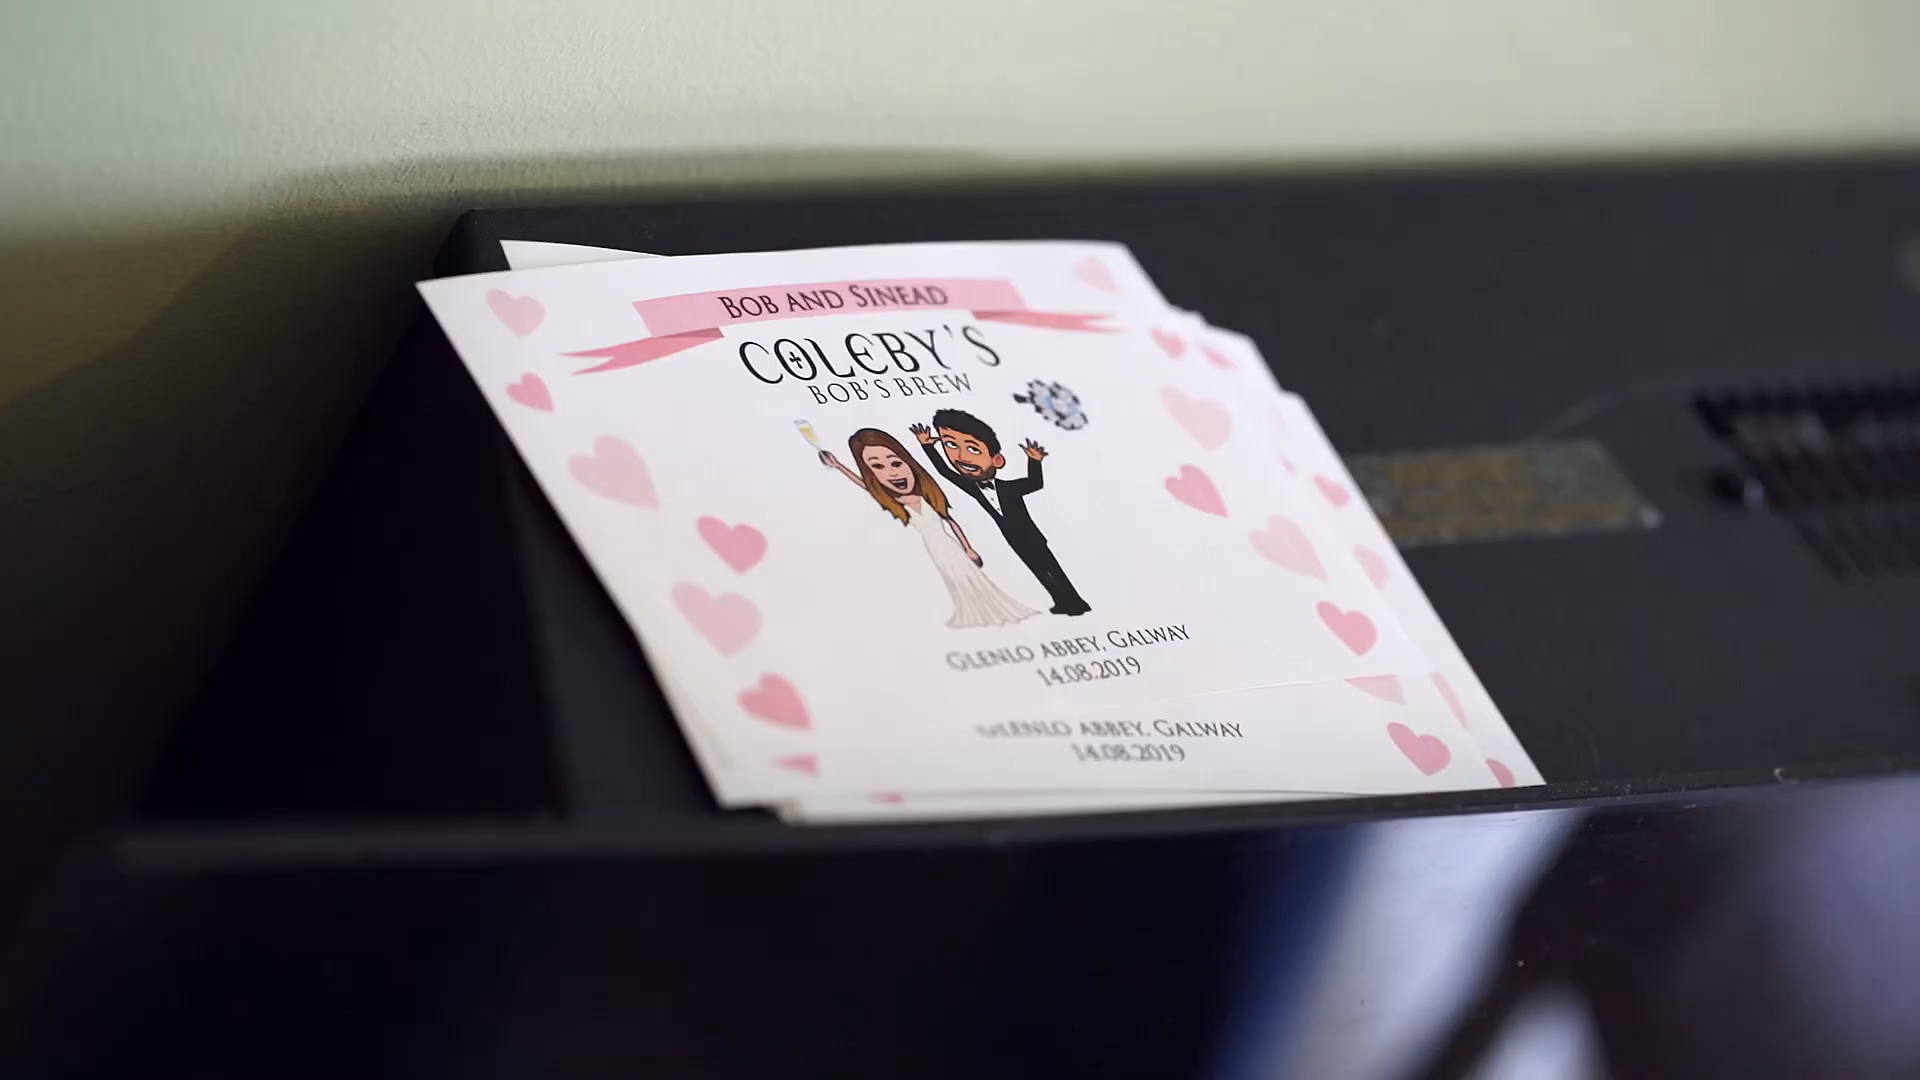 BOB AND SINEAD
COLEBY'S
BOB'S BREW
GLENLO ABBEY, GALWAY
14.08.2019
GLENLO ABBEY, GALWAY
14.08.2019